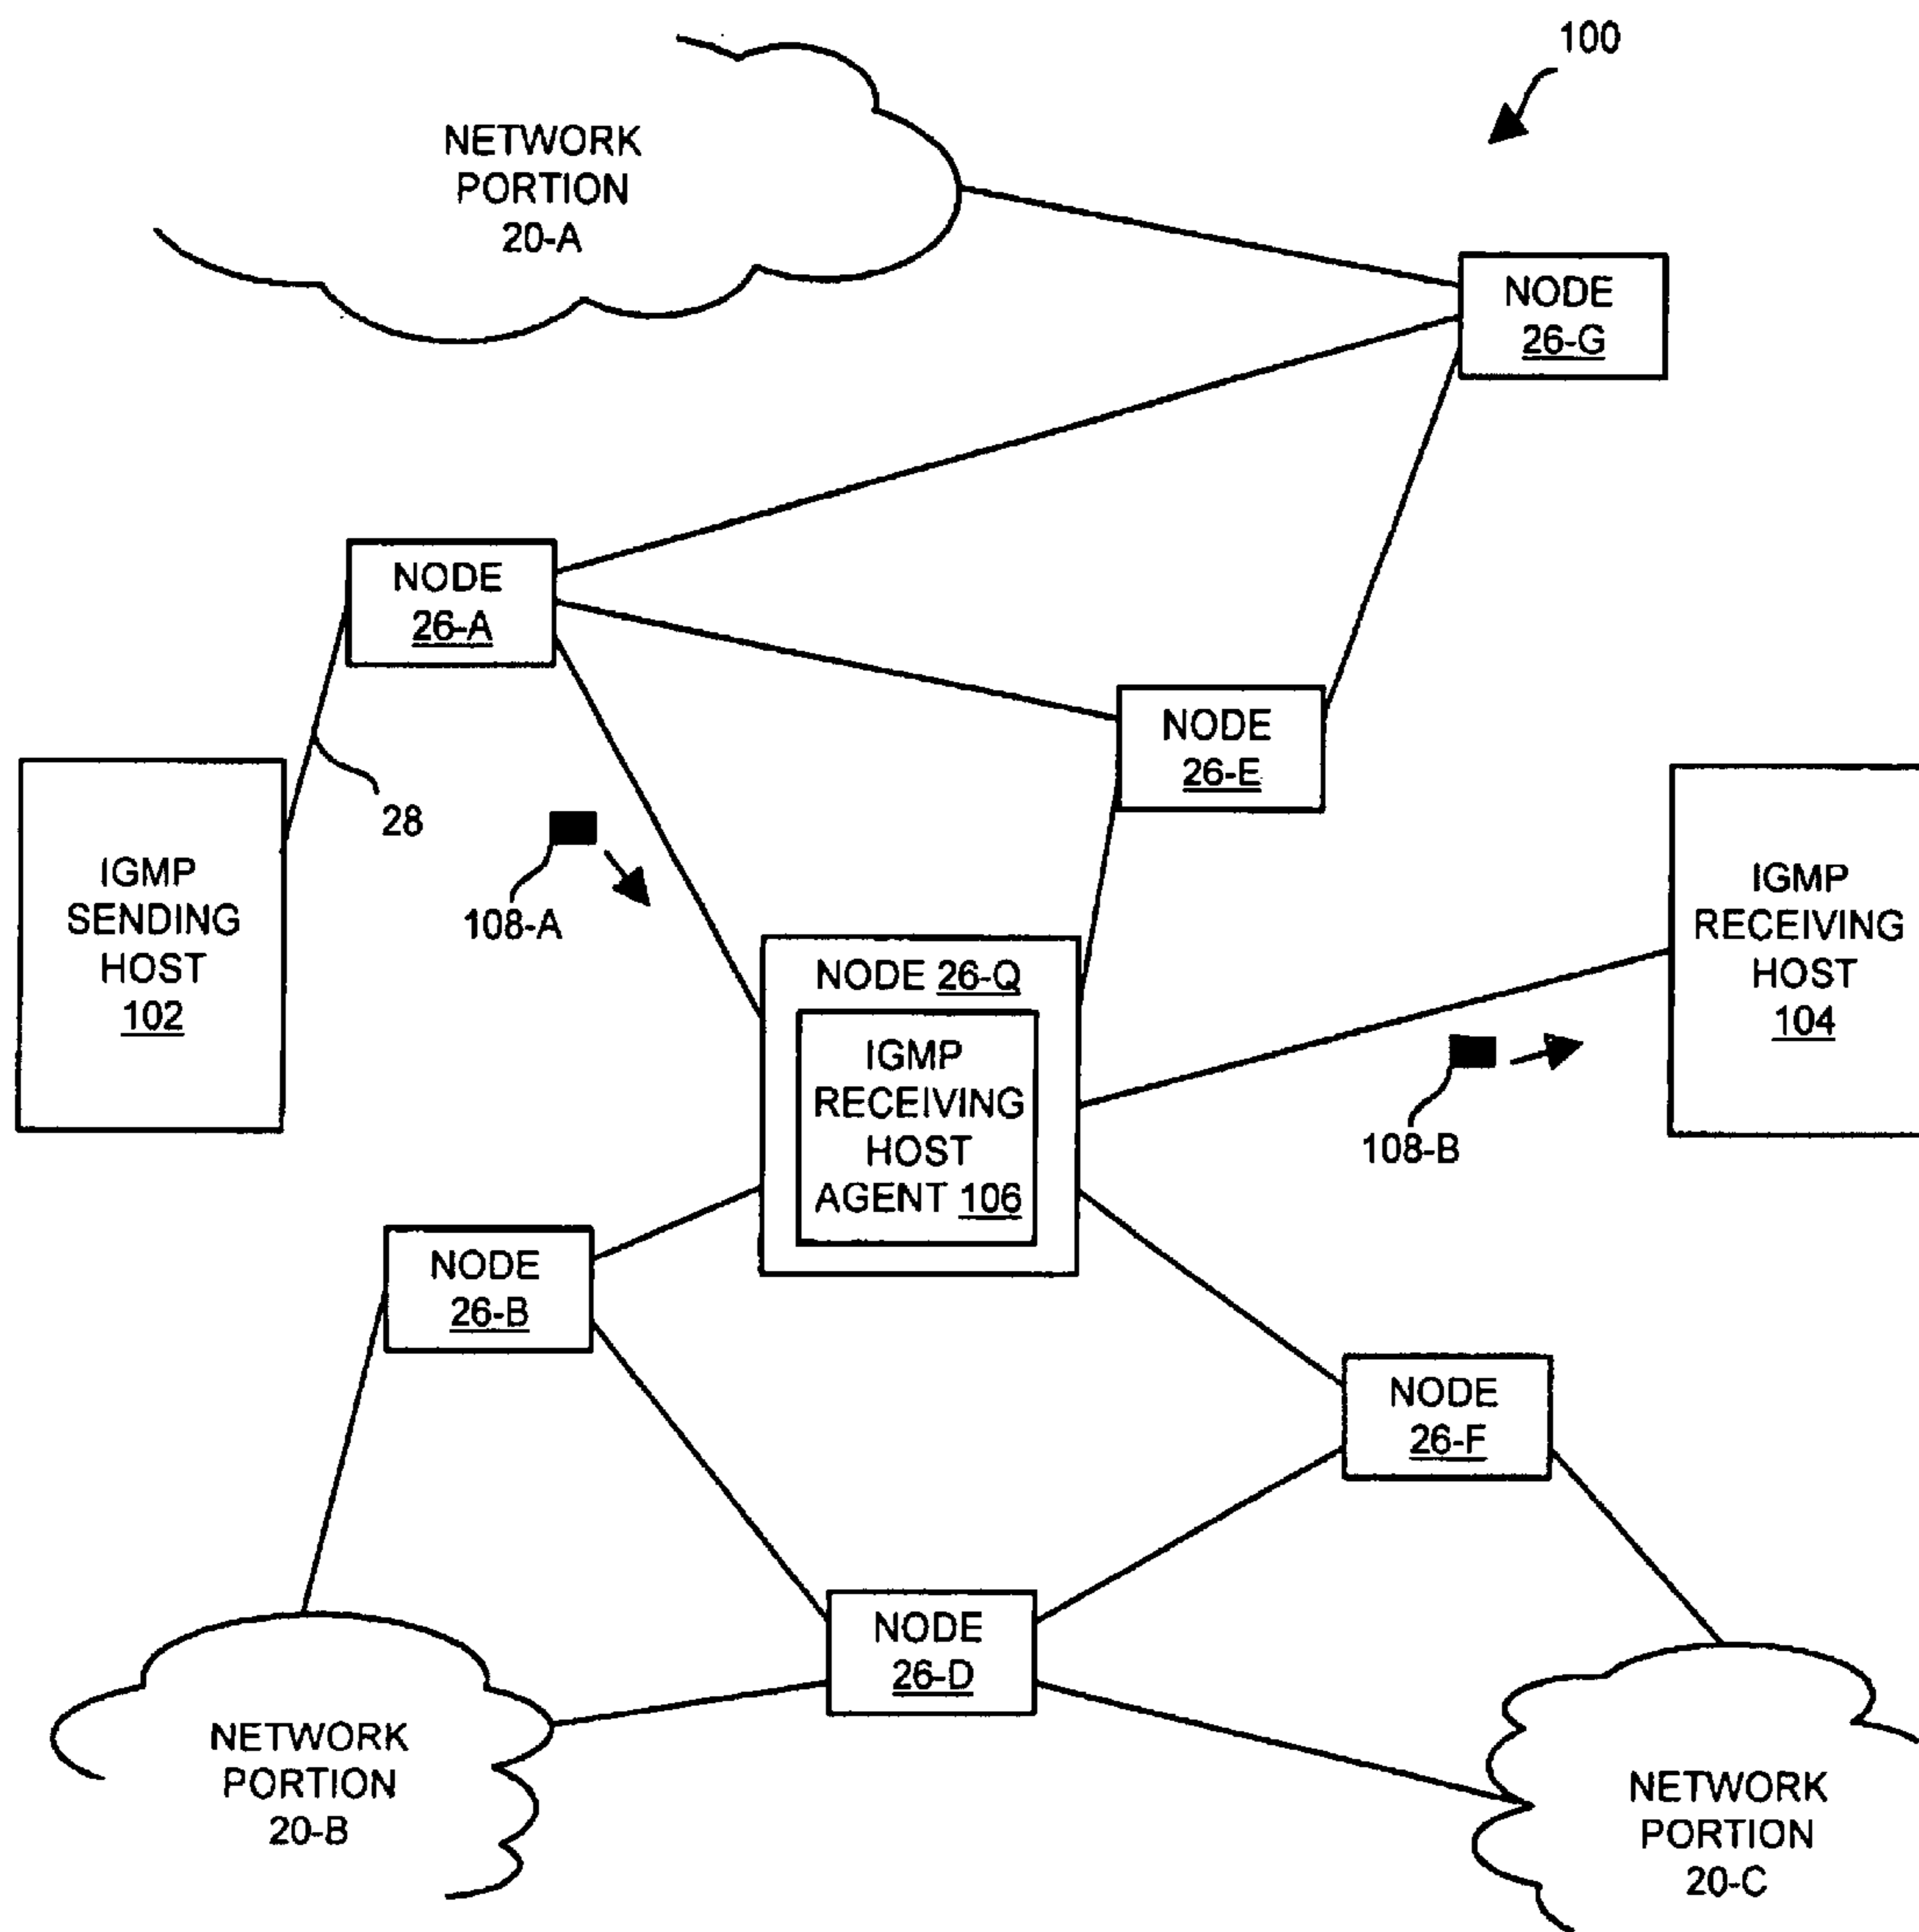 100
NETWORK
PORTION
20-A
NODE
26-G
NODE
26-A
NODE
26-E
28
IGMP
SENDING
HOST
102
108-A
IGMP
RECEIVING
HOST
104
NODE 26-Q
IGMP
RECEIVING
HOST
AGENT 106
108-B
NODE
26-B
NODE
26-F
NODE
26-D
NETWORK
PORTION
20-B
NETWORK
PORTION
20-C